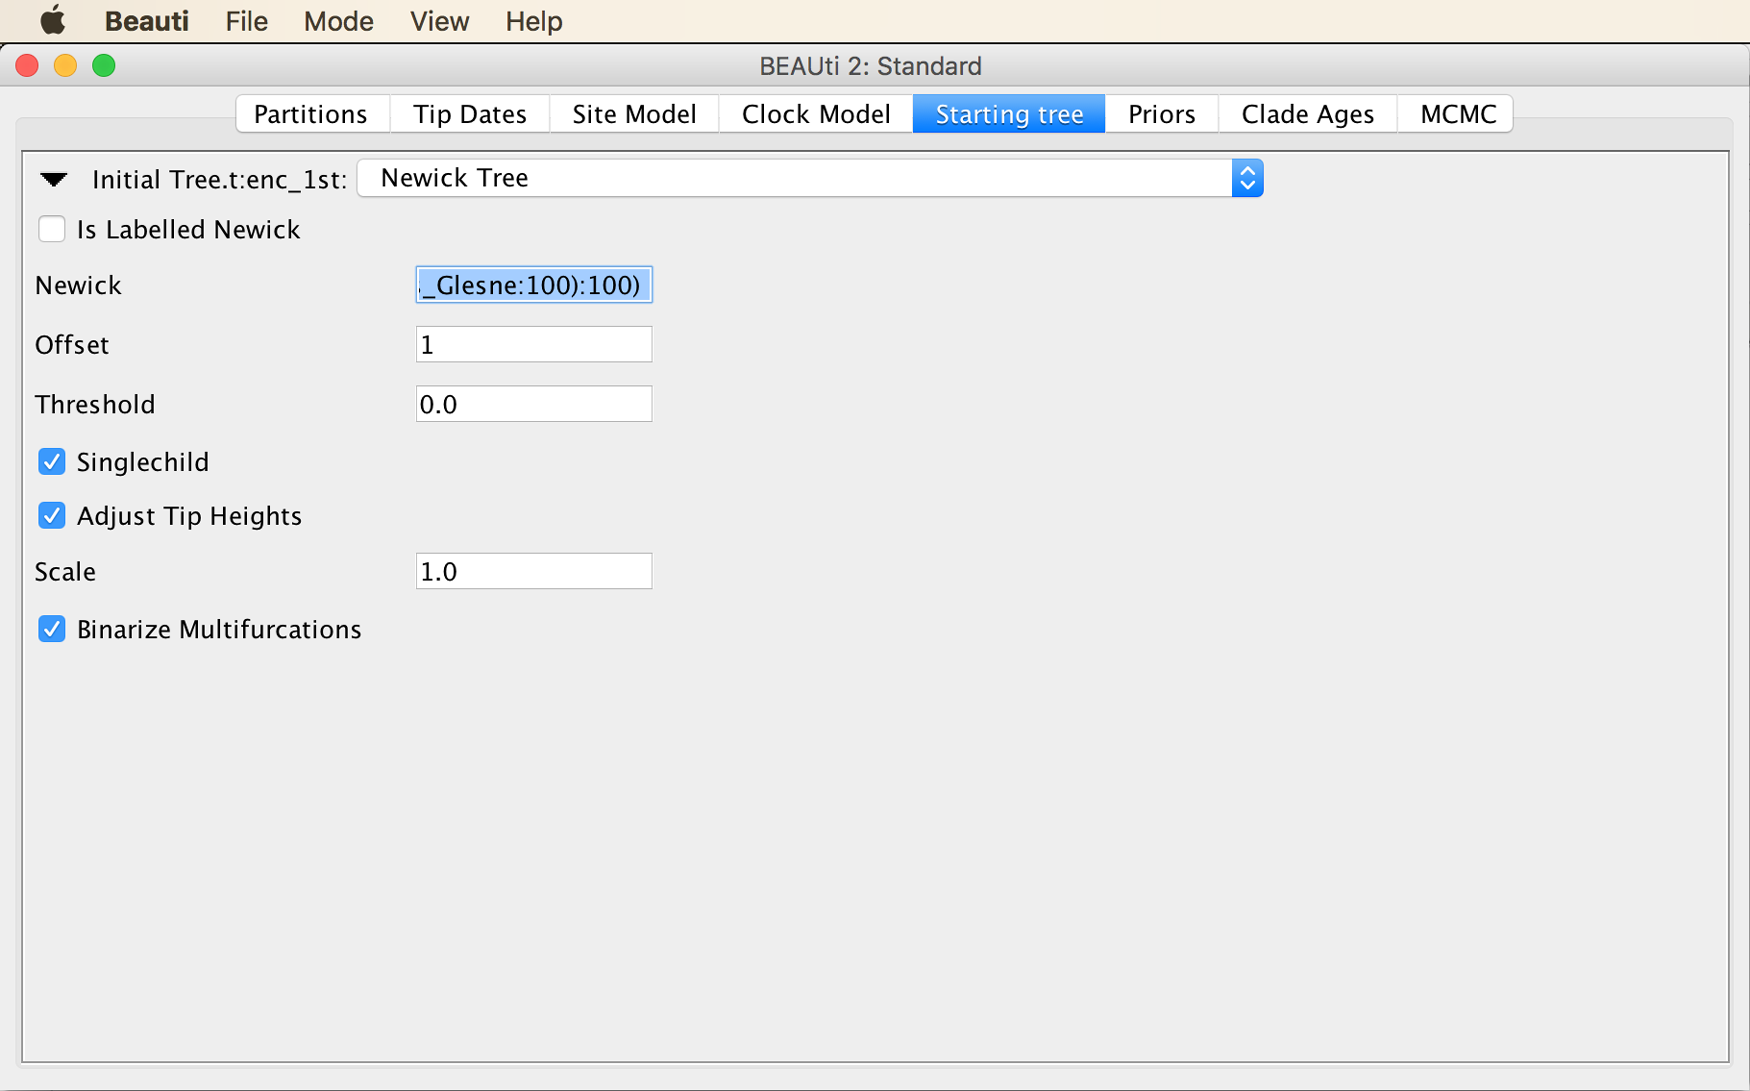 Beauti File Mode View Help
BEAUti 2: Standard
Partitions Tip Dates Site Model Clock Model Starting tree Priors Clade Ages MCMC
Initial Tree.t:enc_1st: Newick Tree
Is Labelled Newick
Newick _Glesne:100):100)
Offset 1
Threshold 0.0
Singlechild
Adjust Tip Heights
Scale 1.0
Binarize Multifurcations